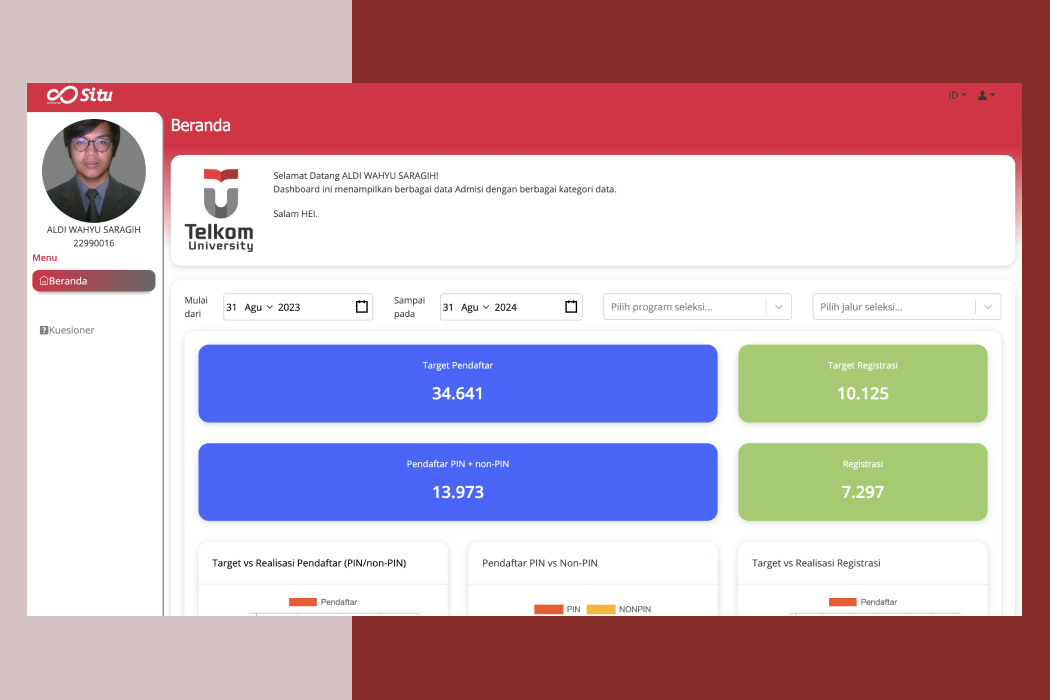 Situ
ID
Beranda
ALDI WAHYU SARAGIH
22990016
Menu
Beranda
Kuesioner
Telkom
University
Selamat Datang ALDI WAHYU SARAGIH!
Dashboard ini menampilkan berbagai data Admisi dengan berbagai kategori data.
Salam HEI.
Mulai
dari
31 Agu 2023
Sampai
pada
31 Agu 2024
Pilih program seleksi...
Pilih jalur seleksi...
Target Pendaftar
34.641
Target Registrasi
10.125
Pendaftar PIN + non-PIN
13.973
Registrasi
7.297
Target vs Realisasi Pendaftar (PIN/non-PIN)
Pendaftar
Pendaftar PIN vs Non-PIN
PIN NONPIN
Target vs Realisasi Registrasi
Pendaftar